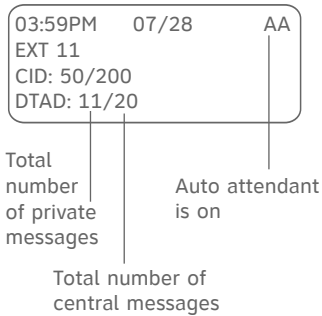 03:59PM 07/28 AA
EXT 11
CID: 50/200
DTAD: 11/20
Total
number
of private
messages
Auto attendant
is on
Total number of
central messages